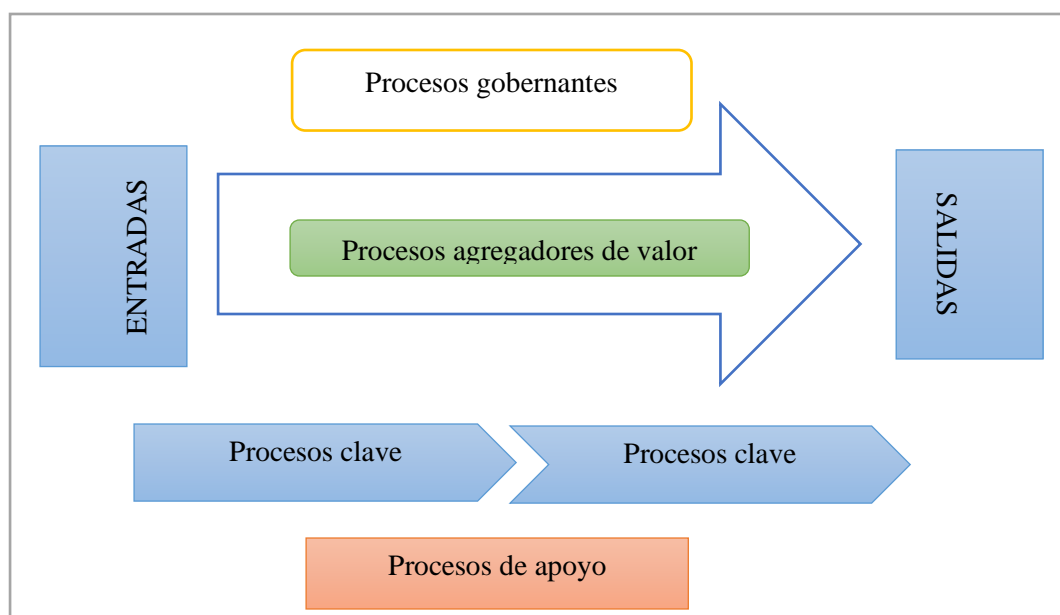 Procesos gobernantes
ENTRADAS
Procesos agregadores de valor
SALIDAS
Procesos clave
Procesos clave
Procesos de apoyo